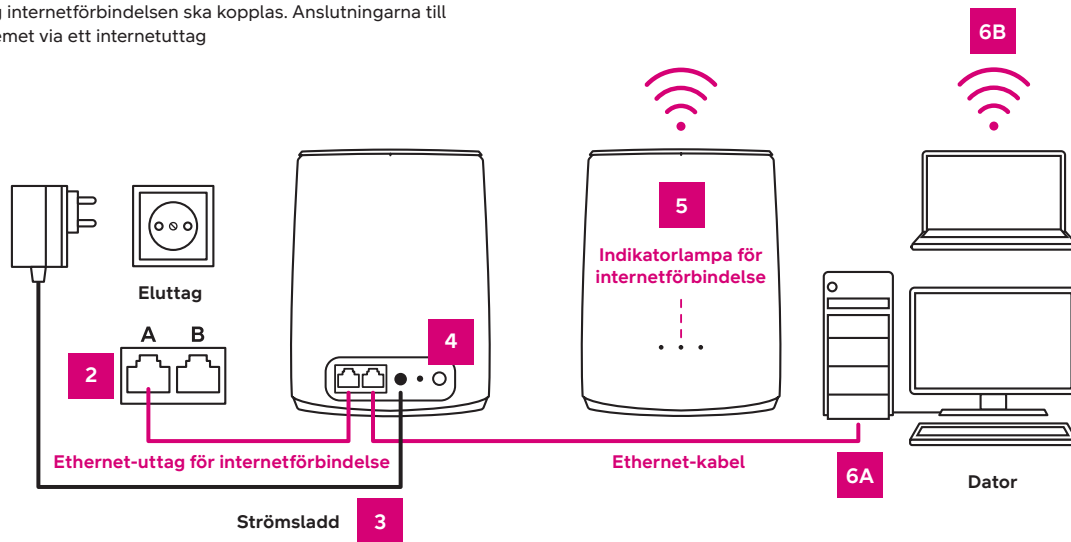 internetförbindelsen ska kopplas. Anslutningarna till
via ett internetuttag
6B
5
Indikatorlampa för
internetförbindelse
Eluttag
A B
4
2
Ethernet-uttag för internetförbindelse
Ethernet-kabel
6A
Dator
Strömsladd 3